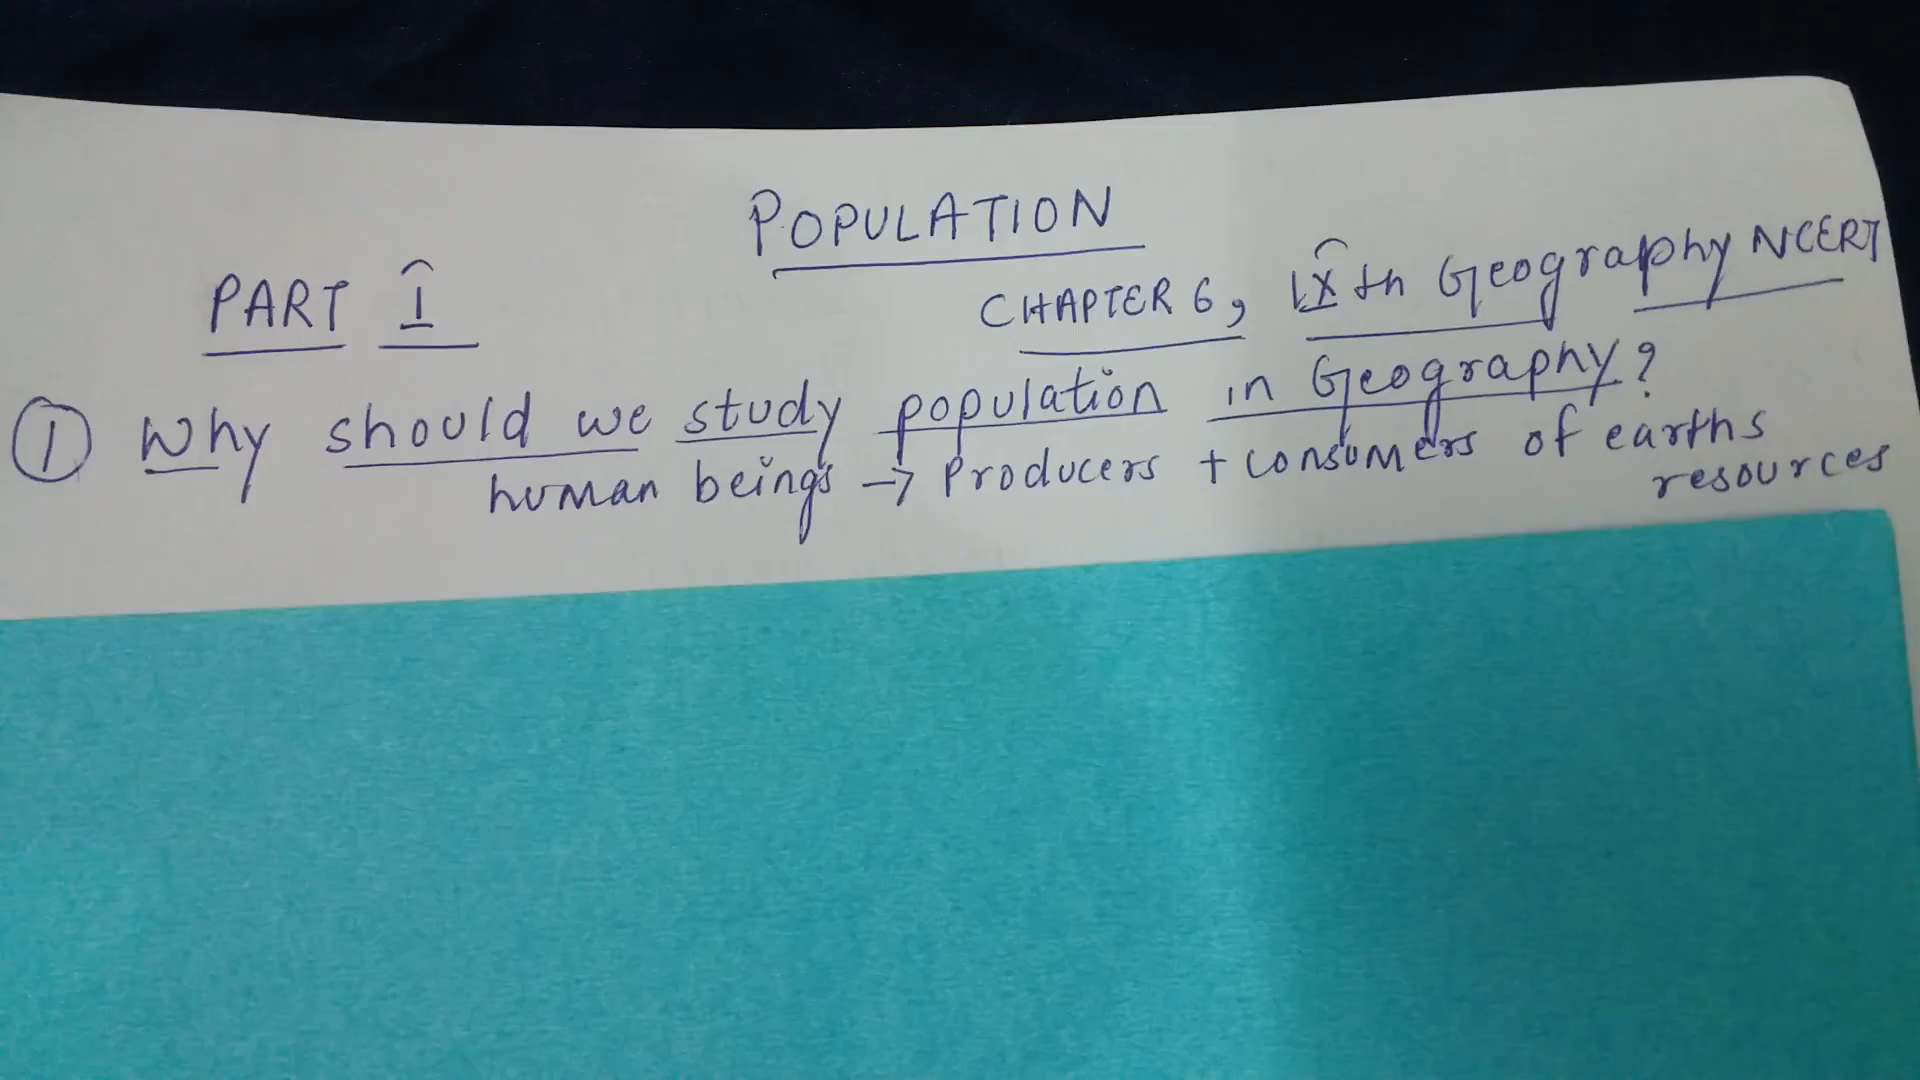 POPULATION
PART I
CHAPTER 6, IXth Geography NCERT
① Why should we study population in Geography?
human beings → Producers + consumers of earths
resources